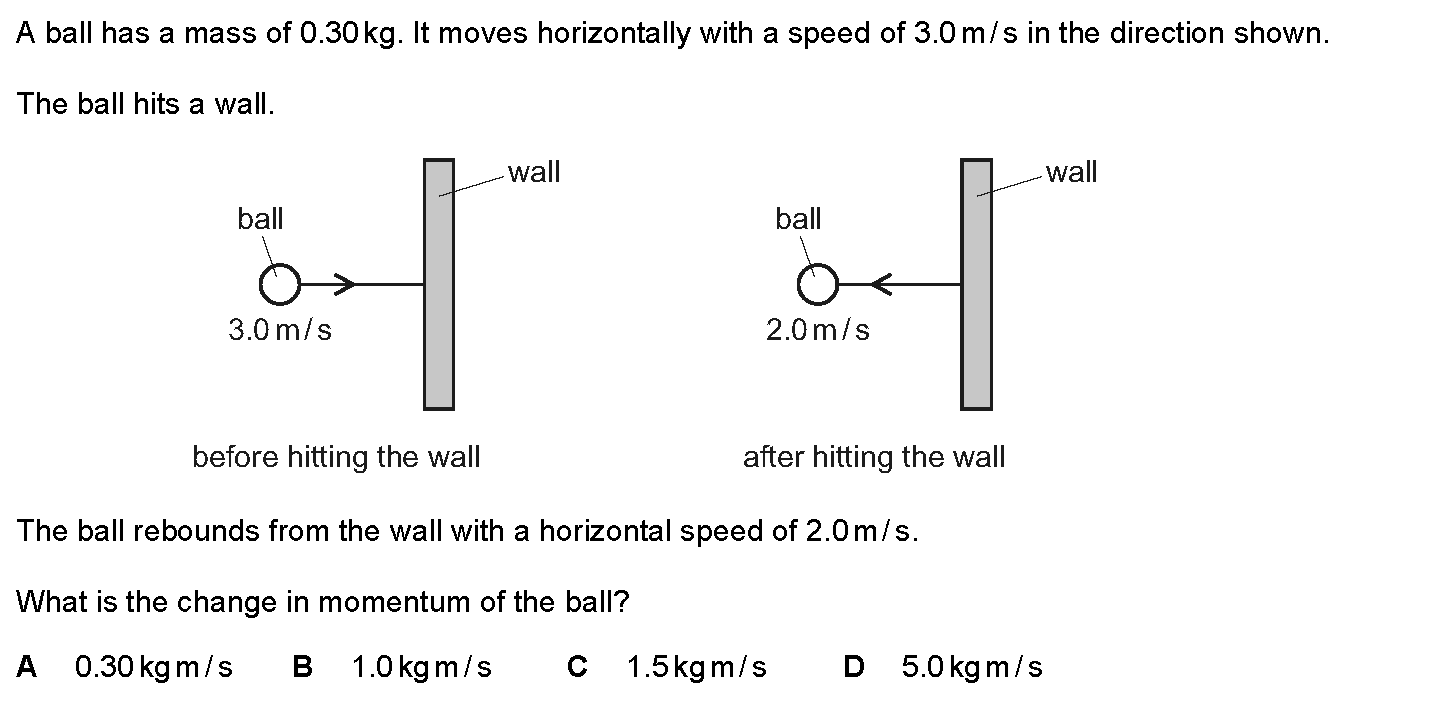 A ball has a mass of 0.30 kg. It moves horizontally with a speed of 3.0 m / s in the direction shown.
The ball hits a wall.
wall
wall
ball
ball
3.0 m / s
2.0 m / s
before hitting the wall
after hitting the wall
The ball rebounds from the wall with a horizontal speed of 2.0 m / s.
What is the change in momentum of the ball?
A 0.30 kg m / s B 1.0 kg m / s C 1.5 kg m / s D 5.0 kg m / s